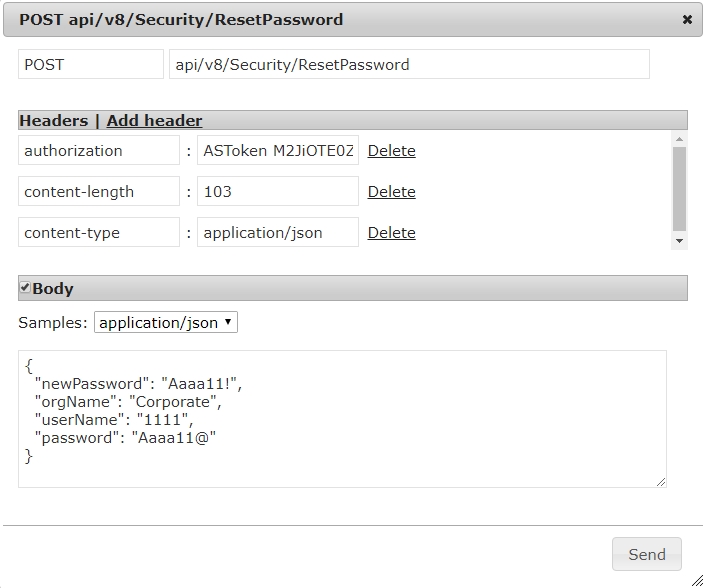 POST api/v8/Security/ResetPassword
POST api/v8/Security/ResetPassword
Headers | Add header
authorization : ASToken M2JiOTE0Z Delete
content-length : 103 Delete
content-type : application/json Delete
Body
Samples: application/json
{
"newPassword": "Aaaa11!",
"orgName": "Corporate",
"userName": "1111",
"password": "Aaaa11@"
}
Send